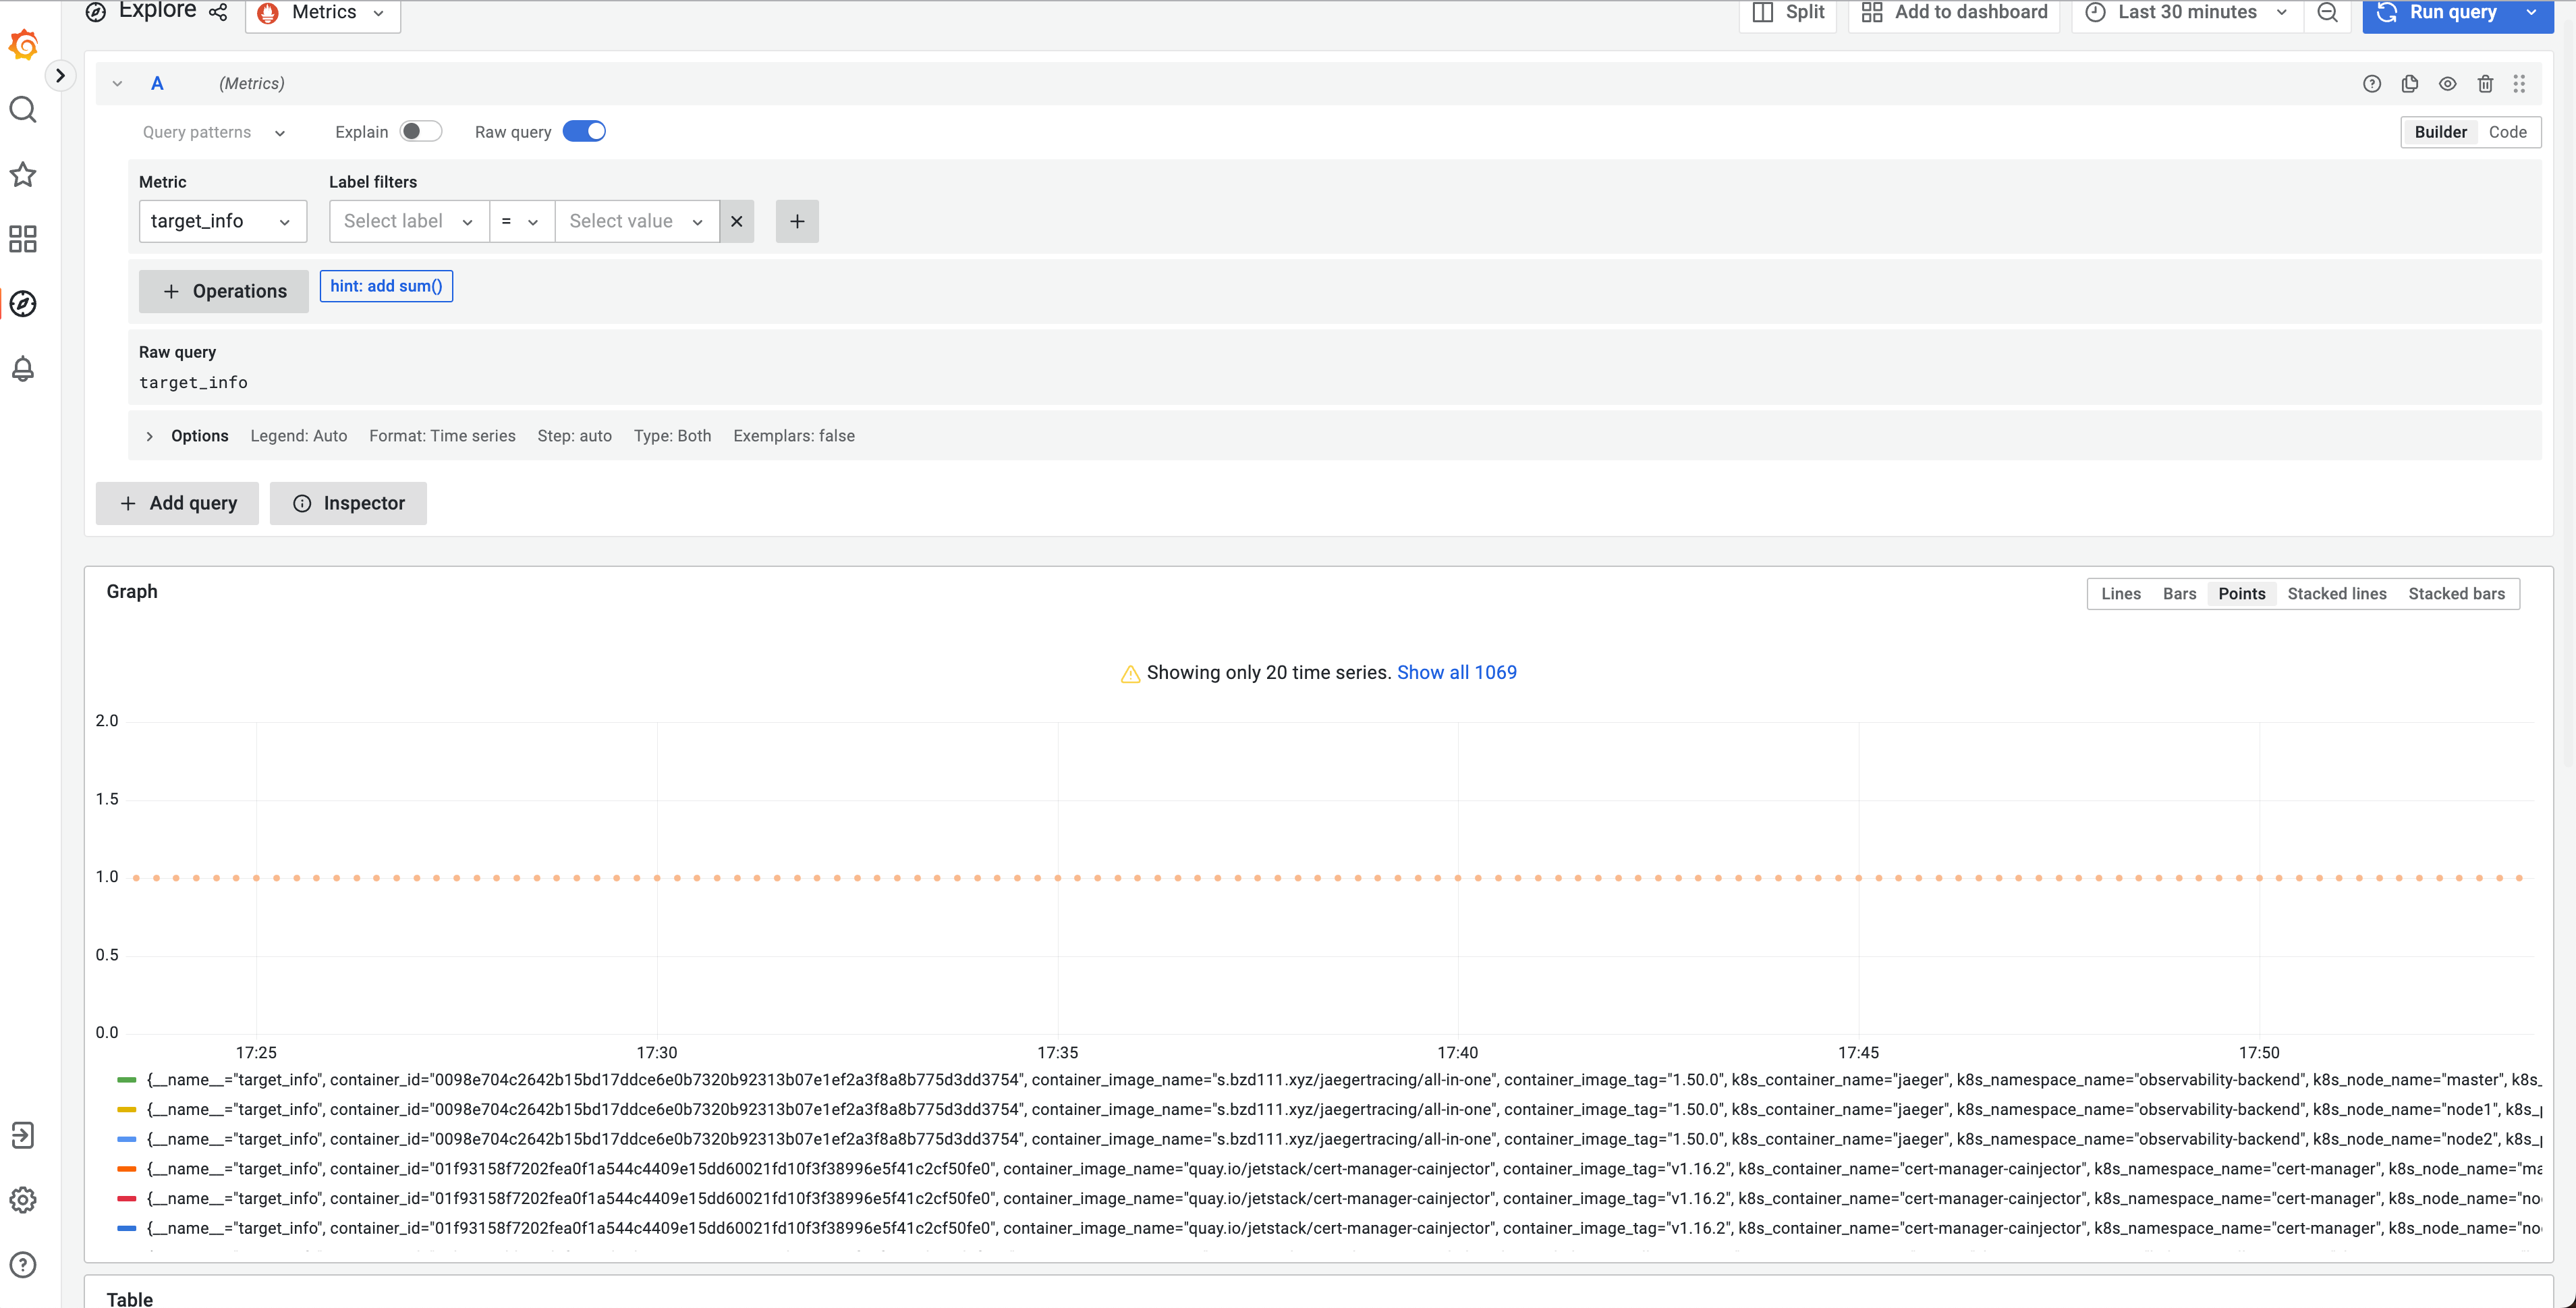 Explore Metrics Split Add to dashboard Last 30 minutes Run query
A (Metrics)
Query patterns Explain Raw query Builder Code
Metric Label filters
target_info Select label = Select value
Operations hint: add sum()
Raw query
target_info
Options Legend: Auto Format: Time series Step: auto Type: Both Exemplars: false
Add query Inspector
Graph Lines Bars Points Stacked lines Stacked bars
Showing only 20 time series. Show all 1069
2.0
1.5
1.0
0.5
0.0
17:25 17:30 17:35 17:40 17:45 17:50
{__name__="target_info", container_id="0098e704c2642b15bd17ddce6e0b7320b92313b07e1ef2a3f8a8b775d3dd3754", container_image_name="s.bzd111.xyz/jaegertracing/all-in-one", container_image_tag="1.50.0", k8s_container_name="jaeger", k8s_namespace_name="observability-backend", k8s_node_name="master", k8s_
{__name__="target_info", container_id="0098e704c2642b15bd17ddce6e0b7320b92313b07e1ef2a3f8a8b775d3dd3754", container_image_name="s.bzd111.xyz/jaegertracing/all-in-one", container_image_tag="1.50.0", k8s_container_name="jaeger", k8s_namespace_name="observability-backend", k8s_node_name="node1", k8s_
{__name__="target_info", container_id="0098e704c2642b15bd17ddce6e0b7320b92313b07e1ef2a3f8a8b775d3dd3754", container_image_name="s.bzd111.xyz/jaegertracing/all-in-one", container_image_tag="1.50.0", k8s_container_name="jaeger", k8s_namespace_name="observability-backend", k8s_node_name="node2", k8s_
{__name__="target_info", container_id="01f93158f7202fea0f1a544c4409e15dd60021fd10f3f38996e5f41c2cf50fe0", container_image_name="quay.io/jetstack/cert-manager-cainjector", container_image_tag="v1.16.2", k8s_container_name="cert-manager-cainjector", k8s_namespace_name="cert-manager", k8s_node_name="ma
{__name__="target_info", container_id="01f93158f7202fea0f1a544c4409e15dd60021fd10f3f38996e5f41c2cf50fe0", container_image_name="quay.io/jetstack/cert-manager-cainjector", container_image_tag="v1.16.2", k8s_container_name="cert-manager-cainjector", k8s_namespace_name="cert-manager", k8s_node_name="no
{__name__="target_info", container_id="01f93158f7202fea0f1a544c4409e15dd60021fd10f3f38996e5f41c2cf50fe0", container_image_name="quay.io/jetstack/cert-manager-cainjector", container_image_tag="v1.16.2", k8s_container_name="cert-manager-cainjector", k8s_namespace_name="cert-manager", k8s_node_name="no
Table